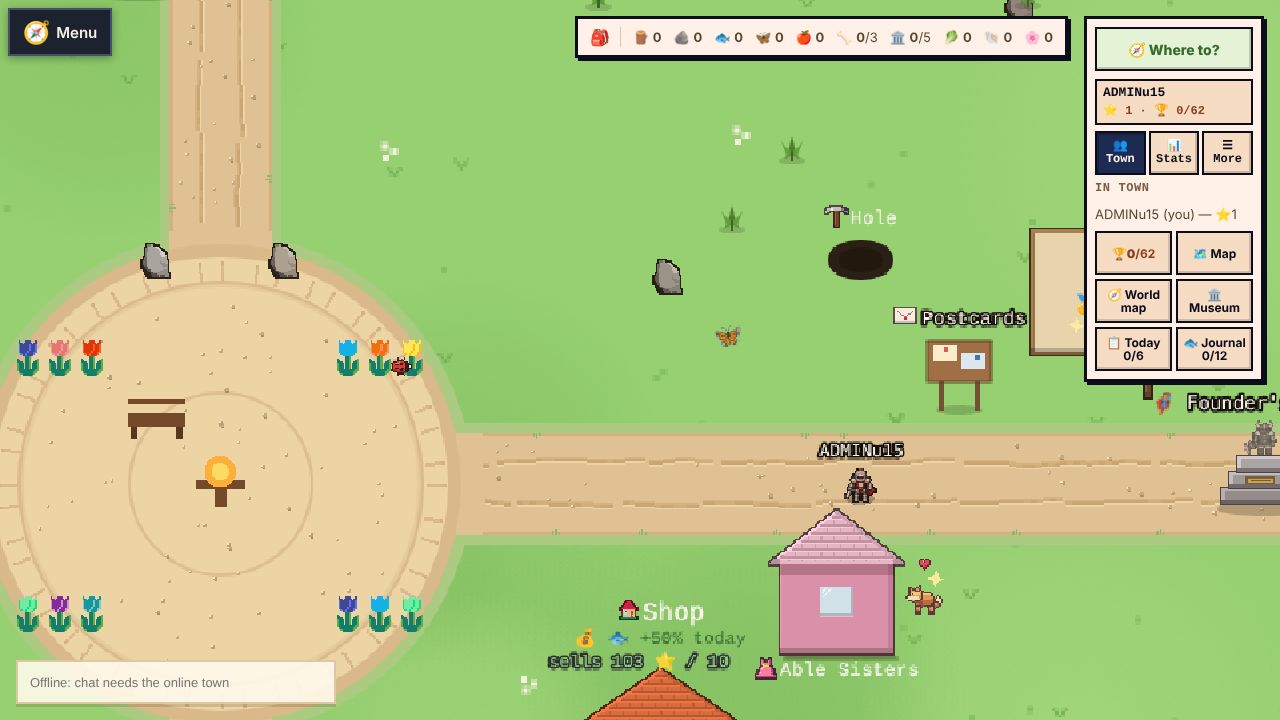 Menu
0 0 0 0 0 0/3 0/5 0 0 0
Where to?
ADMINu15
1 · 0/62
Town
Stats
More
IN TOWN
ADMINu15 (you) — 1
0/62
Map
World map
Museum
Today 0/6
Journal 0/12
Hole
Postcards
Founder's
ADMINu15
Shop
+50% today
sells 103 / 10
Able Sisters
Offline: chat needs the online town